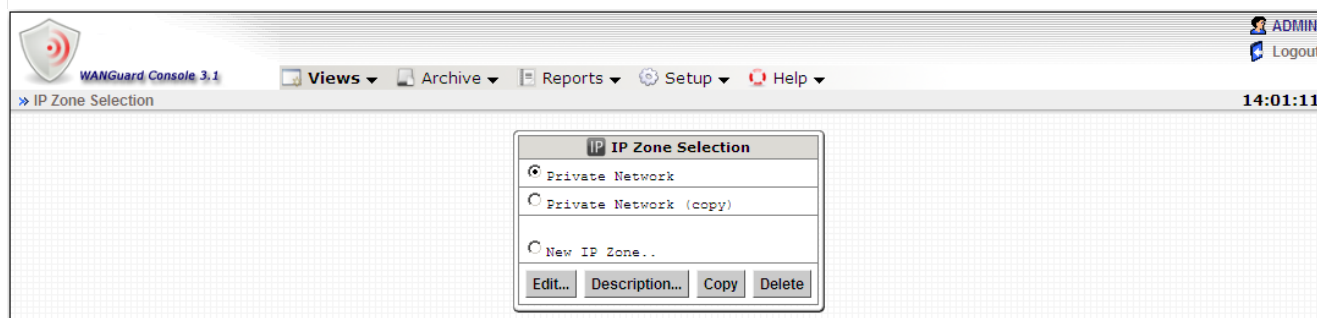 ADMIN
Logout
WANGuard Console 3.1
Views Archive Reports Setup Help
» IP Zone Selection
14:01:11
IP IP Zone Selection
Private Network
Private Network (copy)
New IP Zone..
Edit... Description... Copy Delete